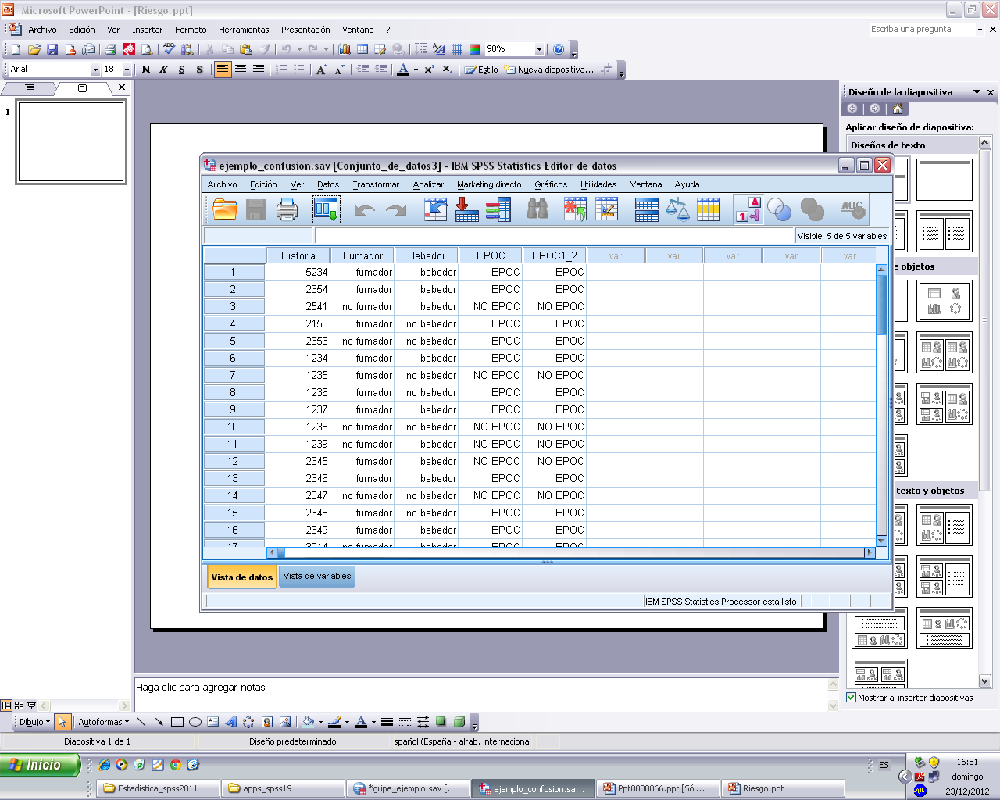 Microsoft PowerPoint - [Riesgo.ppt]
Archivo Edición Ver Insertar Formato Herramientas Presentación Ventana ? Escriba una pregunta
90%
Arial 18 N K S S Estilo Nueva diapositiva...
1
Diseño de la diapositiva
Aplicar diseño de diapositiva:
Diseños de texto
e objetos
texto y objetos
Mostrar al insertar diapositivas
ejemplo_confusion.sav [Conjunto_de_datos3] - IBM SPSS Statistics Editor de datos
Archivo Edición Ver Datos Transformar Analizar Marketing directo Gráficos Utilidades Ventana Ayuda
Visible: 5 de 5 variables
Historia Fumador Bebedor EPOC EPOC1_2 var var var var var
1 5234 fumador bebedor EPOC EPOC
2 2354 fumador bebedor EPOC EPOC
3 2541 no fumador bebedor NO EPOC NO EPOC
4 2153 fumador no bebedor EPOC EPOC
5 2356 no fumador no bebedor EPOC EPOC
6 1234 fumador bebedor EPOC EPOC
7 1235 fumador no bebedor NO EPOC NO EPOC
8 1236 fumador no bebedor EPOC EPOC
9 1237 fumador bebedor EPOC EPOC
10 1238 no fumador no bebedor NO EPOC NO EPOC
11 1239 no fumador bebedor NO EPOC NO EPOC
12 2345 fumador bebedor NO EPOC NO EPOC
13 2346 fumador bebedor EPOC EPOC
14 2347 no fumador no bebedor NO EPOC NO EPOC
15 2348 fumador no bebedor EPOC EPOC
16 2349 fumador bebedor EPOC EPOC
17 3214 no fumador bebedor EPOC EPOC
Vista de datos Vista de variables
IBM SPSS Statistics Processor está listo
Haga clic para agregar notas
Dibujo Autoformas
Diapositiva 1 de 1 Diseño predeterminado spañol (España - alfab. internacional
Inicio ES 16:51
domingo
23/12/2012
Estadistica_spss2011 apps_spss19 *gripe_ejemplo.sav [... ejemplo_confusion.sa... Ppt0000066.ppt [Sól... Riesgo.ppt